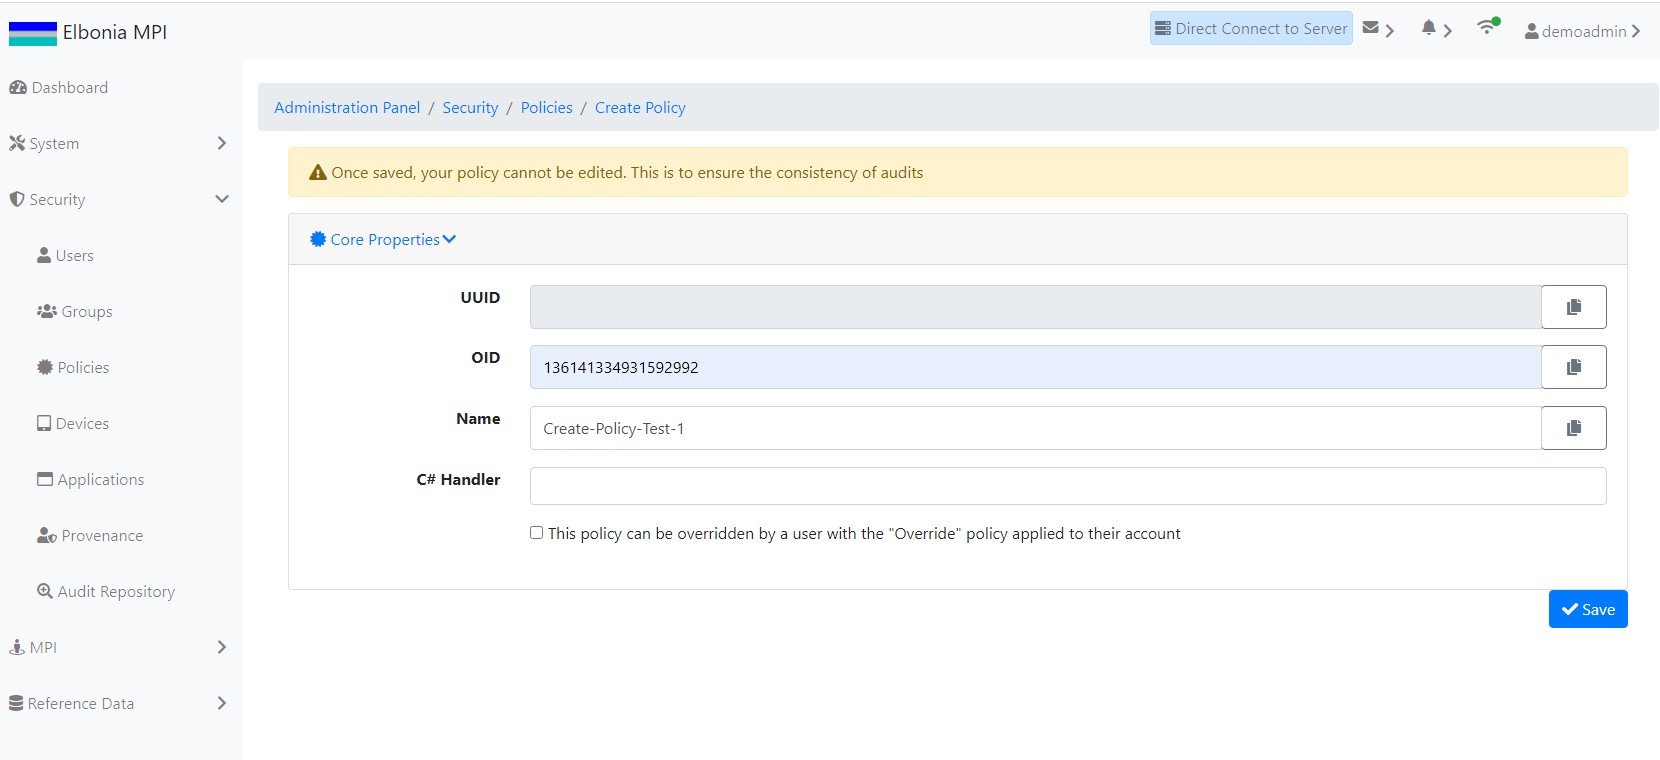 Elbonia MPI
Direct Connect to Server
demoadmin
Dashboard
System
Security
Users
Groups
Policies
Devices
Applications
Provenance
Audit Repository
MPI
Reference Data
Administration Panel / Security / Policies / Create Policy
Once saved, your policy cannot be edited. This is to ensure the consistency of audits
Core Properties
UUID
OID
136141334931592992
Name
Create-Policy-Test-1
C# Handler
This policy can be overridden by a user with the "Override" policy applied to their account
Save